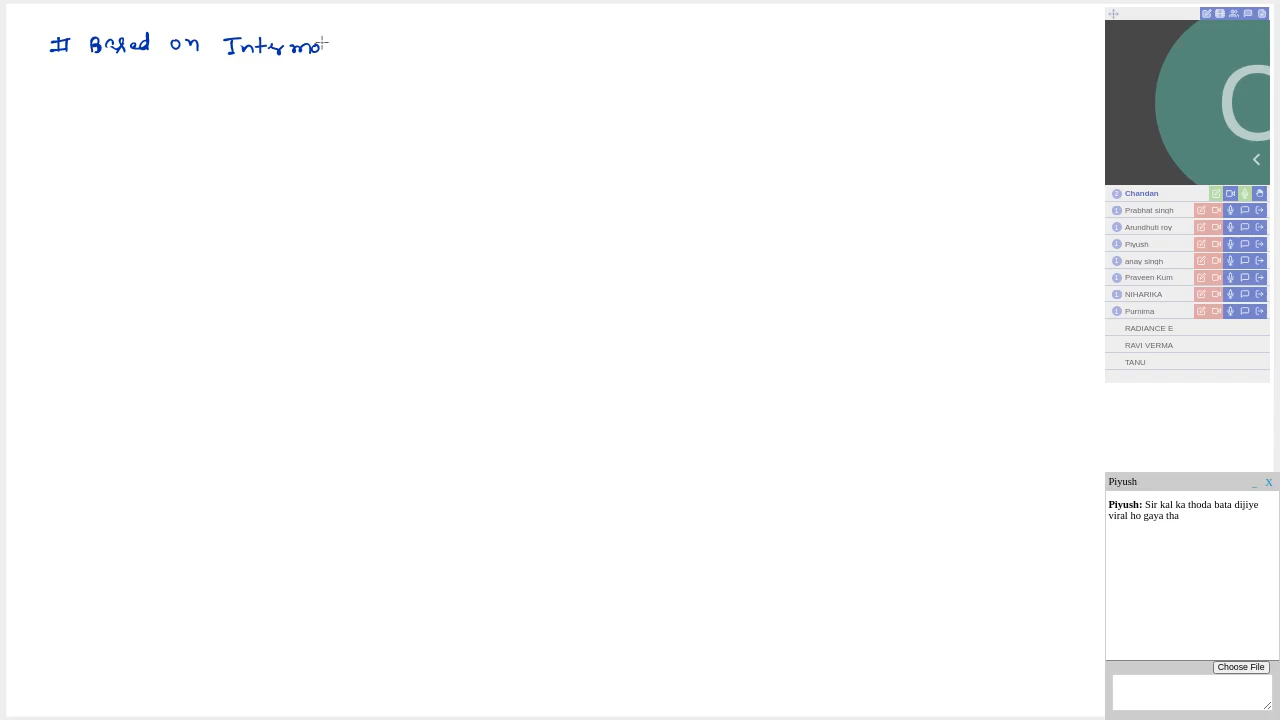 # Based on Intermo
C
Chandan
Prabhat singh
Arundhuti roy
Piyush
anay singh
Praveen Kum
NIHARIKA
Purnima
RADIANCE E
RAVI VERMA
TANU
Piyush _ X
Piyush: Sir kal ka thoda bata dijiye
viral ho gaya tha
Choose File